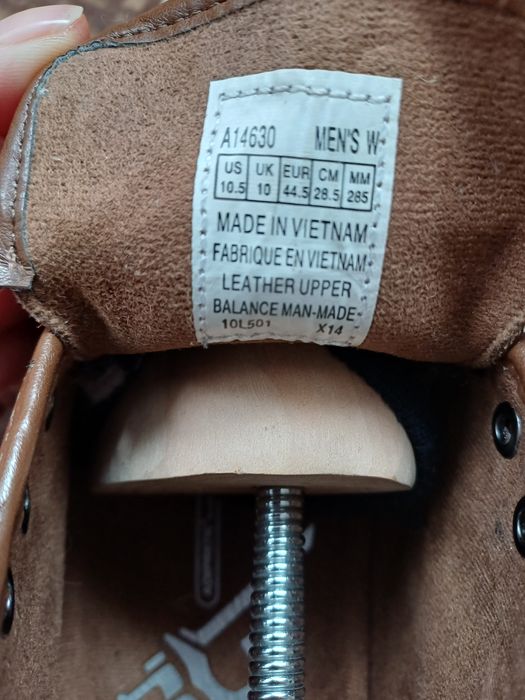 A14630 MEN'S W
US UK EUR CM MM
10.5 10 44.5 28.5 285
MADE IN VIETNAM
FABRIQUE EN VIETNAM
LEATHER UPPER
BALANCE MAN-MADE
10L501 X14